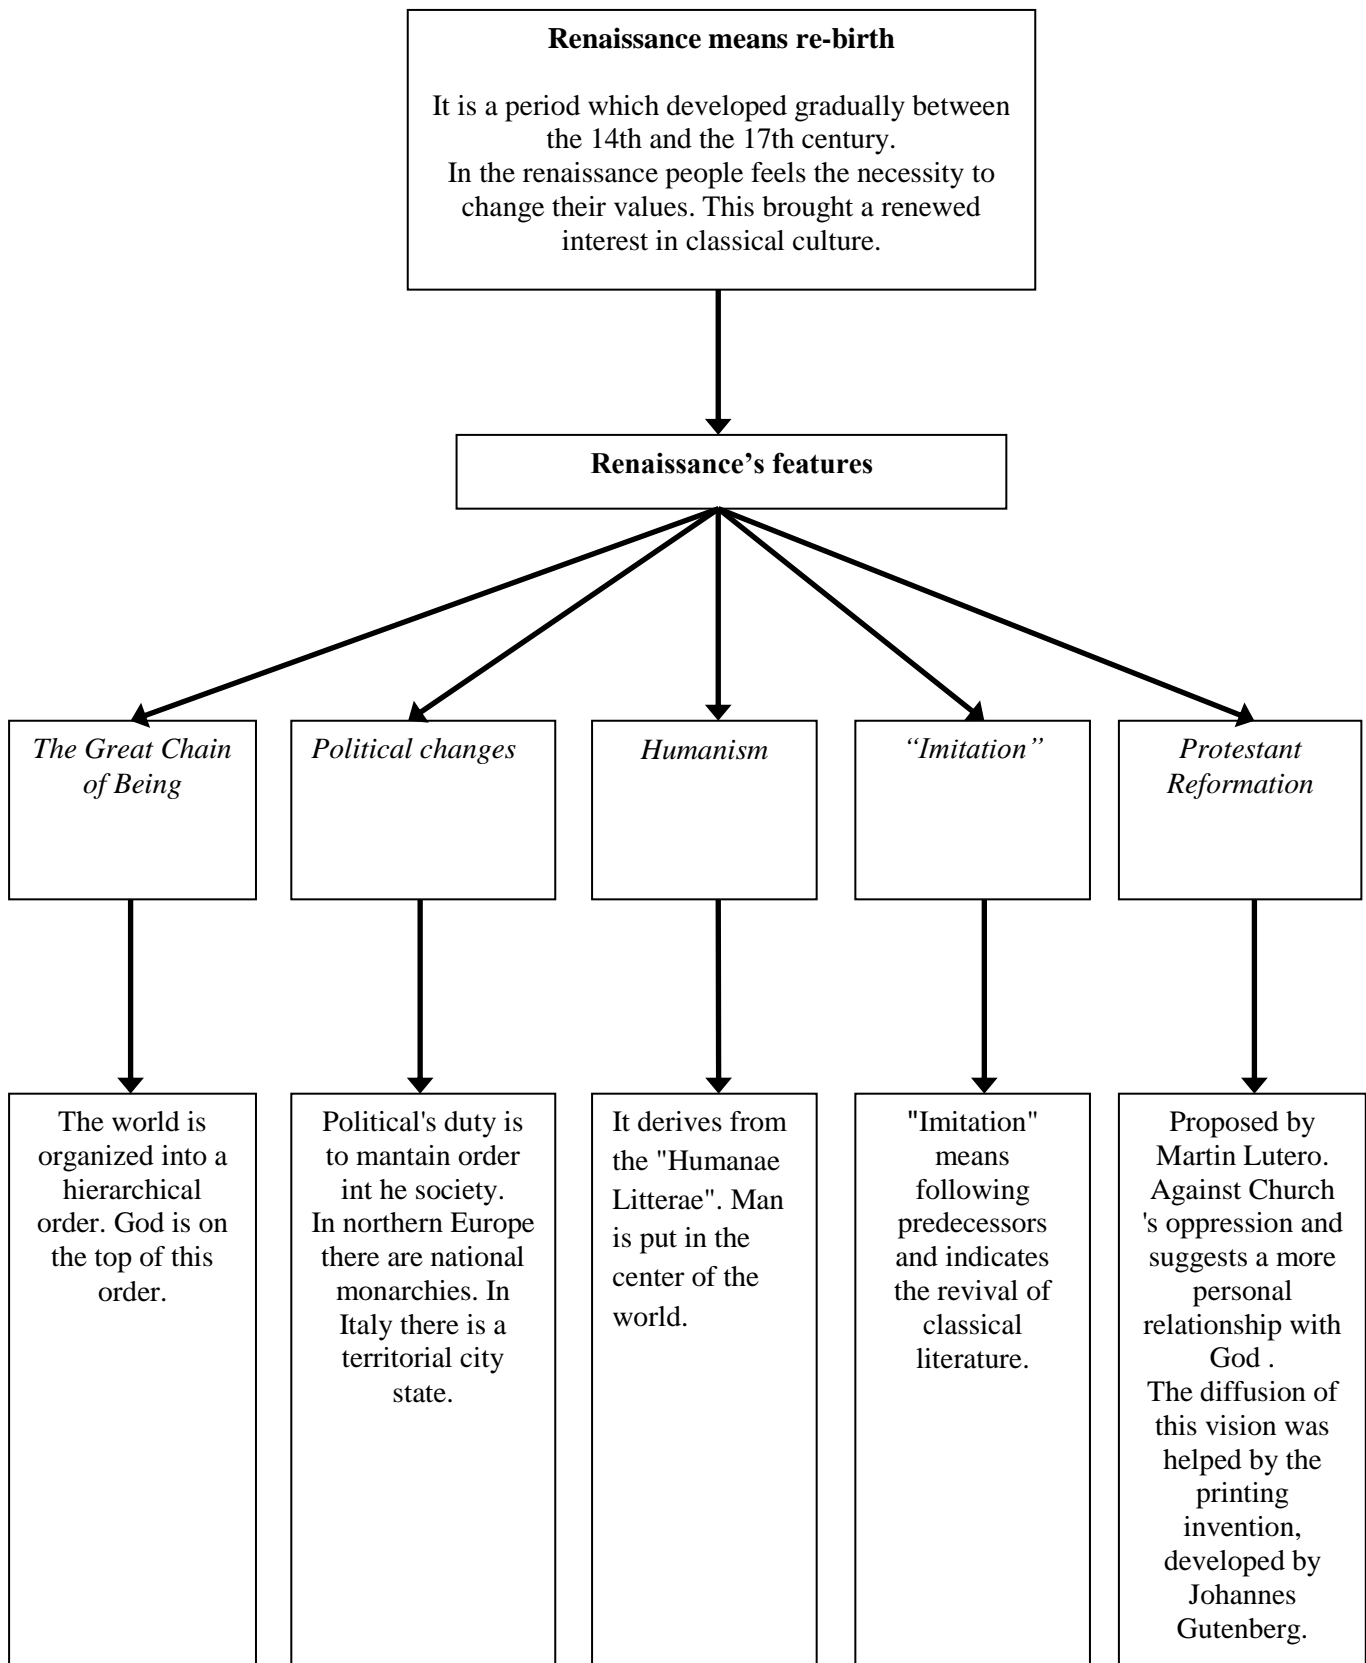 Renaissance means re-birth
It is a period which developed gradually between
the 14th and the 17th century.
In the renaissance people feels the necessity to
change their values. This brought a renewed
interest in classical culture.
Renaissance’s features
The Great Chain
of Being
Political changes
Humanism
“Imitation”
Protestant
Reformation
The world is
organized into a
hierarchical
order. God is on
the top of this
order.
Political's duty is
to mantain order
int he society.
In northern Europe
there are national
monarchies. In
Italy there is a
territorial city
state.
It derives from
the "Humanae
Litterae". Man
is put in the
center of the
world.
"Imitation"
means
following
predecessors
and indicates
the revival of
classical
literature.
Proposed by
Martin Lutero.
Against Church
's oppression and
suggests a more
personal
relationship with
God .
The diffusion of
this vision was
helped by the
printing
invention,
developed by
Johannes
Gutenberg.